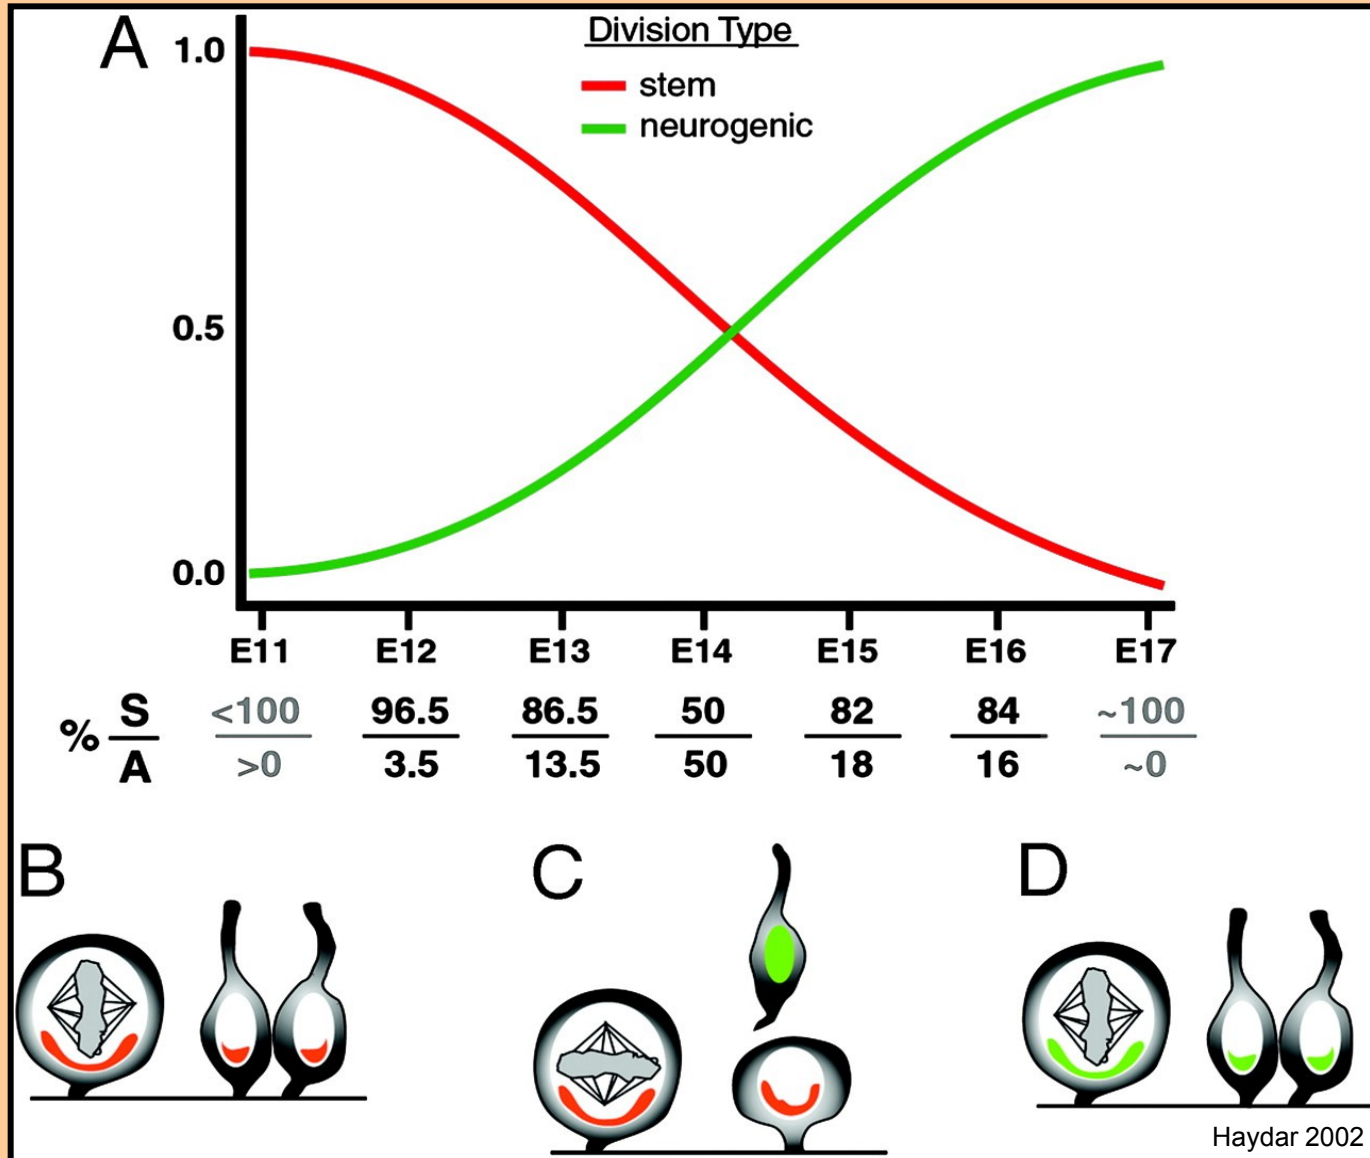 A
Division Type
stem
neurogenic
1.0
0.5
0.0
E11 E12 E13 E14 E15 E16 E17
% S <100 96.5 86.5 50 82 84 ~100
A >0 3.5 13.5 50 18 16 ~0
B C D
Haydar 2002